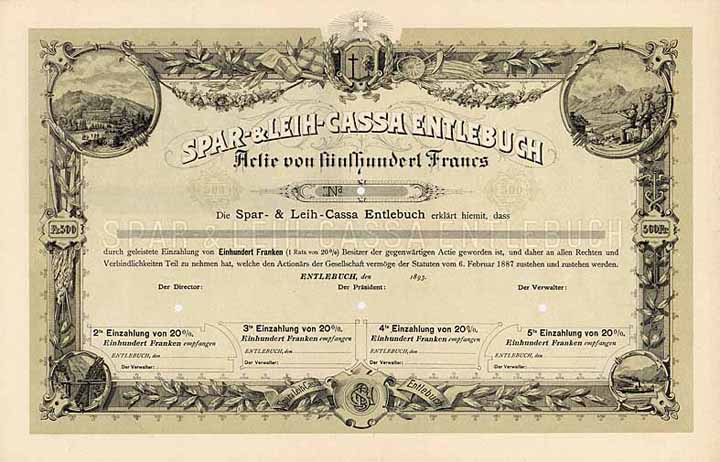 SPAR-&LEIH-CASSA ENTLEBUCH
Actie von fünfhundert Francs
500 500
No
Die Spar- & Leih-Cassa Entlebuch erklärt hiemit, dass
SPAR-&LEIH-CASSA ENTLEBUCH
Fr.500 500Fr.
durch geleistete Einzahlung von Einhundert Franken (1 Rata von 20%) Besitzer der gegenwärtigen Actie geworden ist, und daher an allen Rechten und
Verbindlichkeiten Teil zu nehmen hat, welche den Actionärs der Gesellschaft vermöge der Statuten vom 6. Februar 1887 zustehen und zustehen werden.
ENTLEBUCH, den 1893.
Der Director: Der Präsident: Der Verwalter:
2te Einzahlung von 20%. 3te Einzahlung von 20%. 4te Einzahlung von 20%. 5te Einzahlung von 20%.
Einhundert Franken empfangen Einhundert Franken empfangen Einhundert Franken empfangen Einhundert Franken empfangen
ENTLEBUCH, den ENTLEBUCH, den ENTLEBUCH, den ENTLEBUCH, den
Der Verwalter: Der Verwalter: Der Verwalter: Der Verwalter:
Leih Cassa Entlebuch